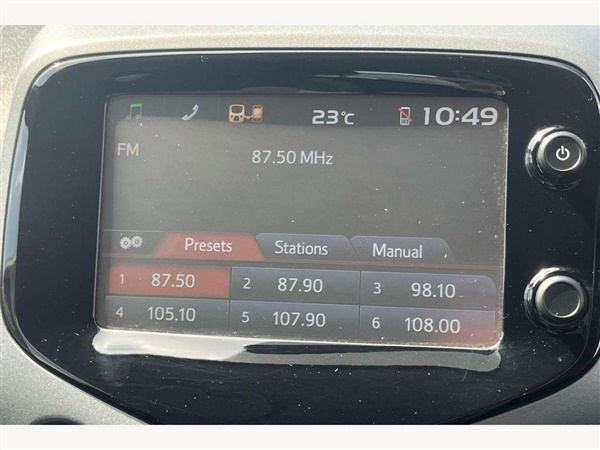 23°C 10:49
FM
87.50 MHz
Presets Stations Manual
1 87.50 2 87.90 3 98.10
4 105.10 5 107.90 6 108.00